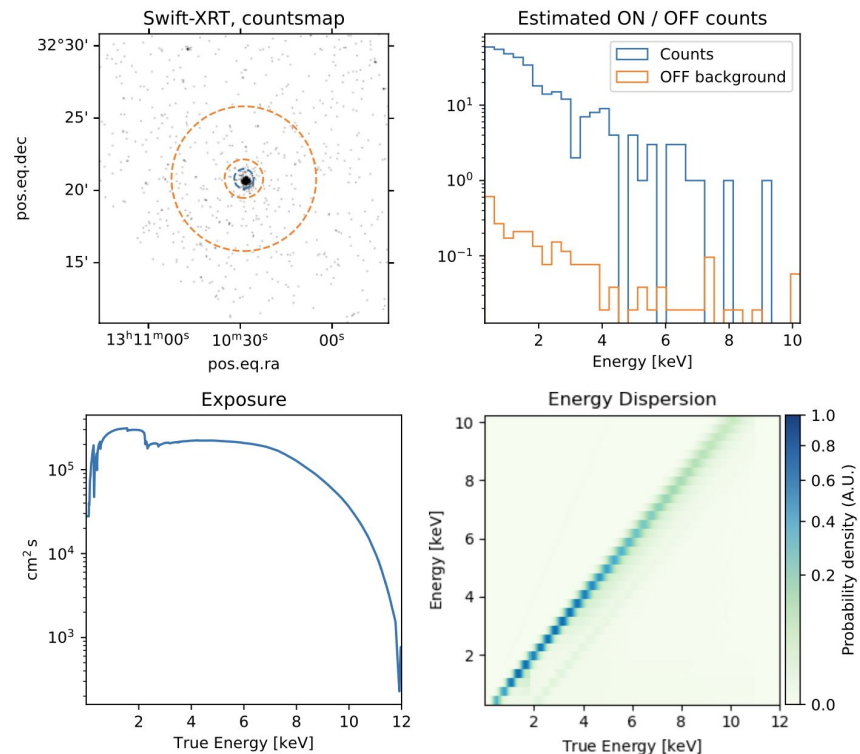 Swift-XRT, countsmap
32°30'
25'
20'
15'
pos.eq.dec
13ʰ11ᵐ00ˢ
10ᵐ30ˢ
00ˢ
pos.eq.ra
Estimated ON / OFF counts
Counts
OFF background
10¹
10⁰
10⁻¹
2
4
6
8
10
Energy [keV]
Exposure
10⁵
10⁴
10³
cm² s
2
4
6
8
10
12
True Energy [keV]
Energy Dispersion
10
8
6
4
2
Energy [keV]
2
4
6
8
10
12
True Energy [keV]
1.0
0.8
0.6
0.4
0.2
0.0
Probability density (A.U.)